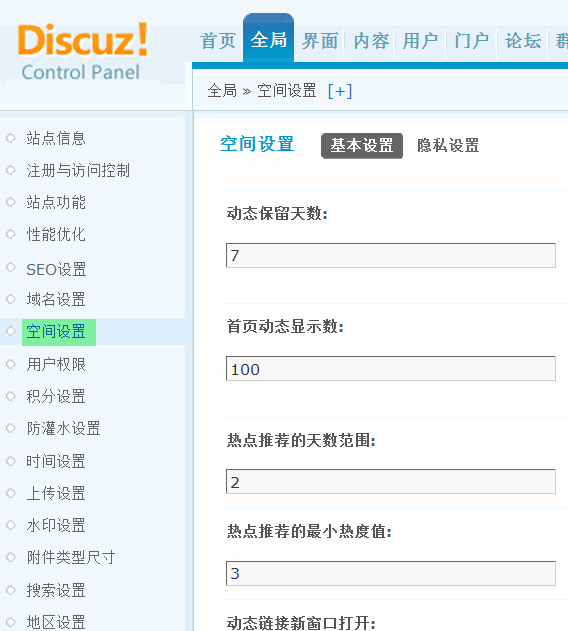 Discuz!
Control Panel
首页 全局 界面 内容 用户 门户 论坛 群
全局 » 空间设置 [+]
站点信息
注册与访问控制
站点功能
性能优化
SEO设置
域名设置
空间设置
用户权限
积分设置
防灌水设置
时间设置
上传设置
水印设置
附件类型尺寸
搜索设置
地区设置
空间设置 基本设置 隐私设置
动态保留天数:
7
首页动态显示数:
100
热点推荐的天数范围:
2
热点推荐的最小热度值:
3
动态链接新窗口打开: